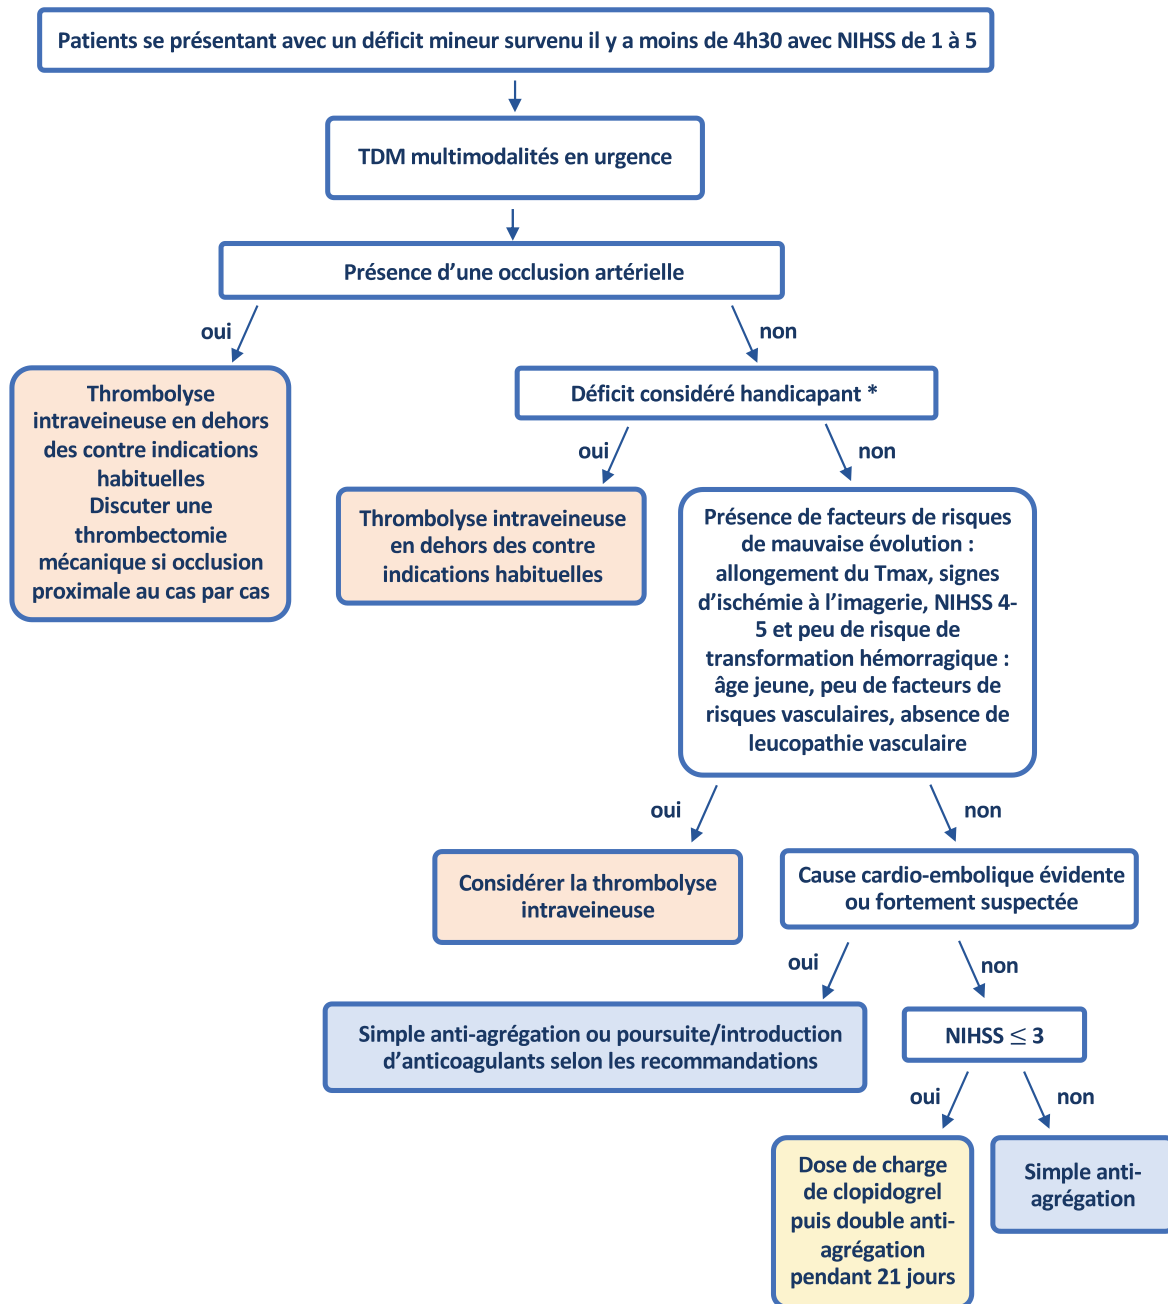 Patients se présentant avec un déficit mineur survenu il y a moins de 4h30 avec NIHSS de 1 à 5
TDM multimodalités en urgence
Présence d’une occlusion artérielle
oui
non
Thrombolyse
intraveineuse en dehors
des contre indications
habituelles
Discuter une
thrombectomie
mécanique si occlusion
proximale au cas par cas
Déficit considéré handicapant *
oui
non
Thrombolyse intraveineuse
en dehors des contre
indications habituelles
Présence de facteurs de risques
de mauvaise évolution :
allongement du Tmax, signes
d’ischémie à l’imagerie, NIHSS 4-
5 et peu de risque de
transformation hémorragique :
âge jeune, peu de facteurs de
risques vasculaires, absence de
leucopathie vasculaire
oui
non
Considérer la thrombolyse
intraveineuse
Cause cardio-embolique évidente
ou fortement suspectée
oui
non
Simple anti-agrégation ou poursuite/introduction
d’anticoagulants selon les recommandations
NIHSS ≤ 3
oui
non
Dose de charge
de clopidogrel
puis double anti-
agrégation
pendant 21 jours
Simple anti-
agrégation